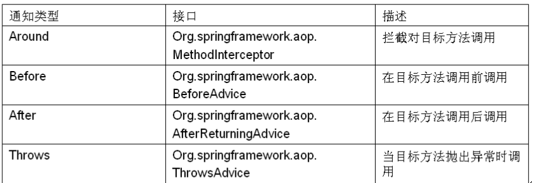 通知类型 接口 描述
Around Org.springframework.aop. 拦截对目标方法调用
MethodInterceptor
Before Org.springframework.aop. 在目标方法调用前调用
BeforeAdvice
After Org.springframework.aop. 在目标方法调用后调用
AfterReturningAdvice
Throws Org.springframework.aop. 当目标方法抛出异常时调
ThrowsAdvice 用